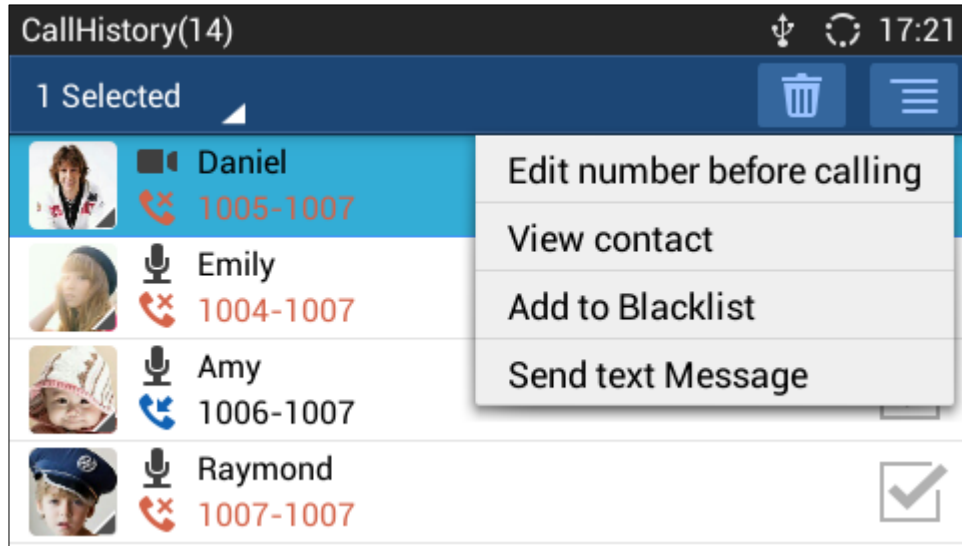 CallHistory(14) 17:21
1 Selected
Daniel
1005-1007
Emily
1004-1007
Amy
1006-1007
Raymond
1007-1007
Edit number before calling
View contact
Add to Blacklist
Send text Message